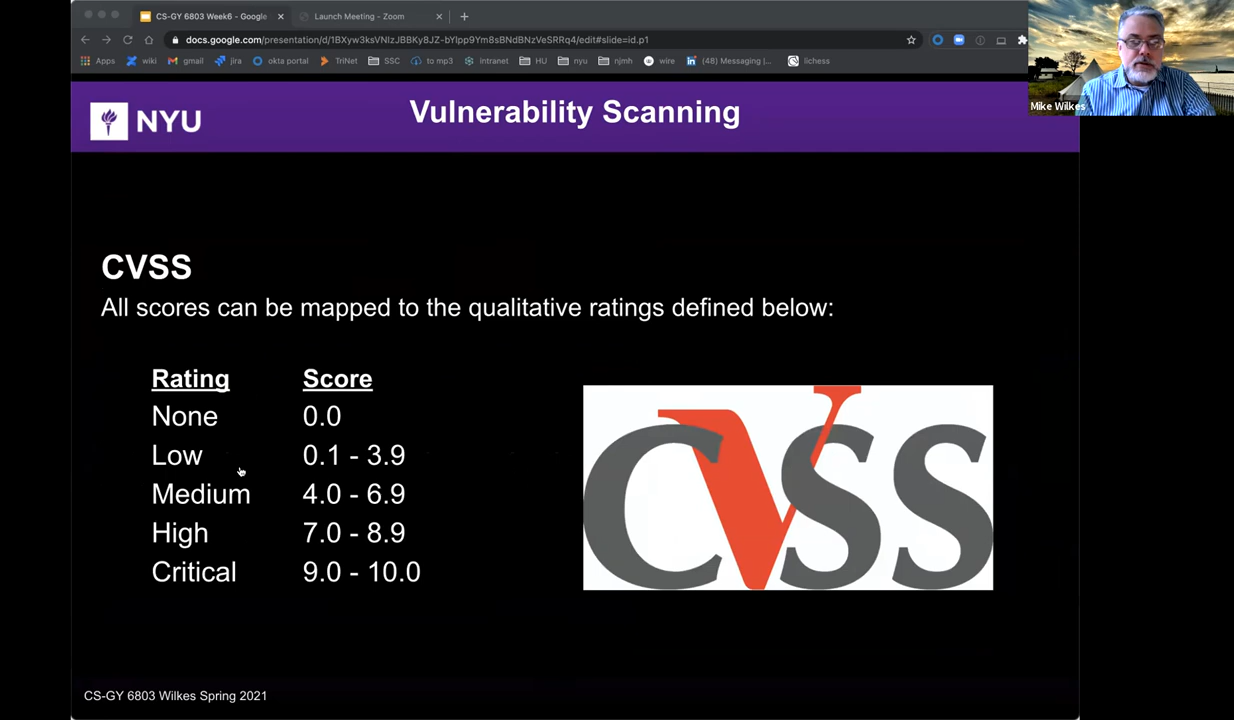 CS-GY 6803 Week6 - Google
Launch Meeting - Zoom
docs.google.com/presentation/d/1BXyw3ksVNIzJBBKy8JZ-bYlpp9Ym8sBNdBNzVeSRRq4/edit#slide=id.p1
Apps wiki gmail jira okta portal TriNet SSC to mp3 intranet HU nyu njmh wire (48) Messaging |... lichess
Mike Wilkes
NYU
Vulnerability Scanning
CVSS
All scores can be mapped to the qualitative ratings defined below:
Rating Score
None 0.0
Low 0.1 - 3.9
Medium 4.0 - 6.9
High 7.0 - 8.9
Critical 9.0 - 10.0
CVSS
CS-GY 6803 Wilkes Spring 2021